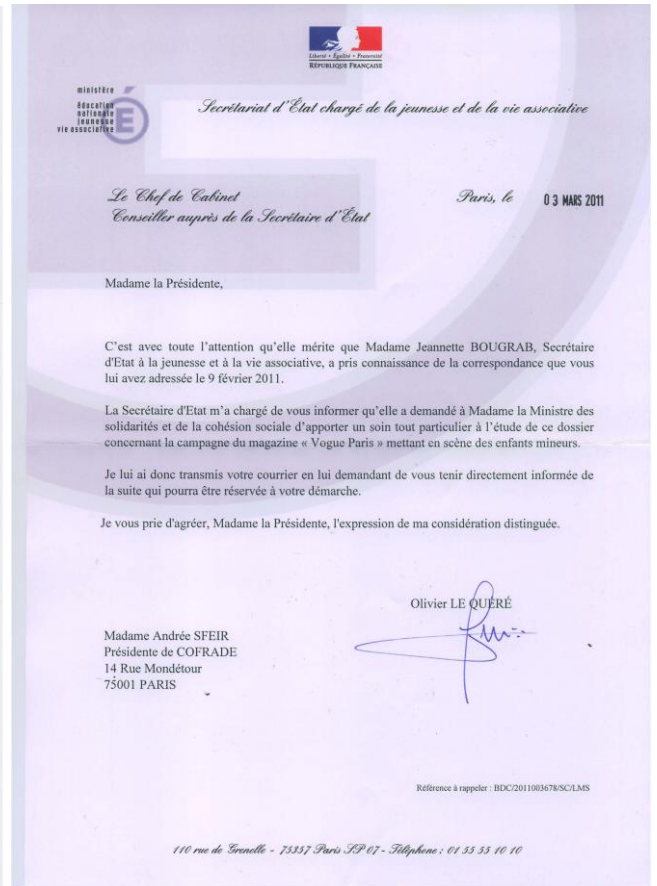 Liberté • Égalité • Fraternité
RÉPUBLIQUE FRANÇAISE
ministère
éducation
nationale
jeunesse
vie associative
Secrétariat d'État chargé de la jeunesse et de la vie associative
Le Chef de Cabinet
Conseiller auprès de la Secrétaire d'État
Paris, le 03 MARS 2011
Madame la Présidente,
C'est avec toute l'attention qu'elle mérite que Madame Jeannette BOUGRAB, Secrétaire
d'Etat à la jeunesse et à la vie associative, a pris connaissance de la correspondance que vous
lui avez adressée le 9 février 2011.
La Secrétaire d'Etat m'a chargé de vous informer qu'elle a demandé à Madame la Ministre des
solidarités et de la cohésion sociale d'apporter un soin tout particulier à l'étude de ce dossier
concernant la campagne du magazine « Vogue Paris » mettant en scène des enfants mineurs.
Je lui ai donc transmis votre courrier en lui demandant de vous tenir directement informée de
la suite qui pourra être réservée à votre démarche.
Je vous prie d'agréer, Madame la Présidente, l'expression de ma considération distinguée.
Olivier LE QUÉRÉ
Madame Andrée SFEIR
Présidente de COFRADE
14 Rue Mondétour
75001 PARIS
Référence à rappeler : BDC/2011003678/SC/LMS
110 rue de Grenelle - 75357 Paris SP 07 - Téléphone : 01 55 55 10 10